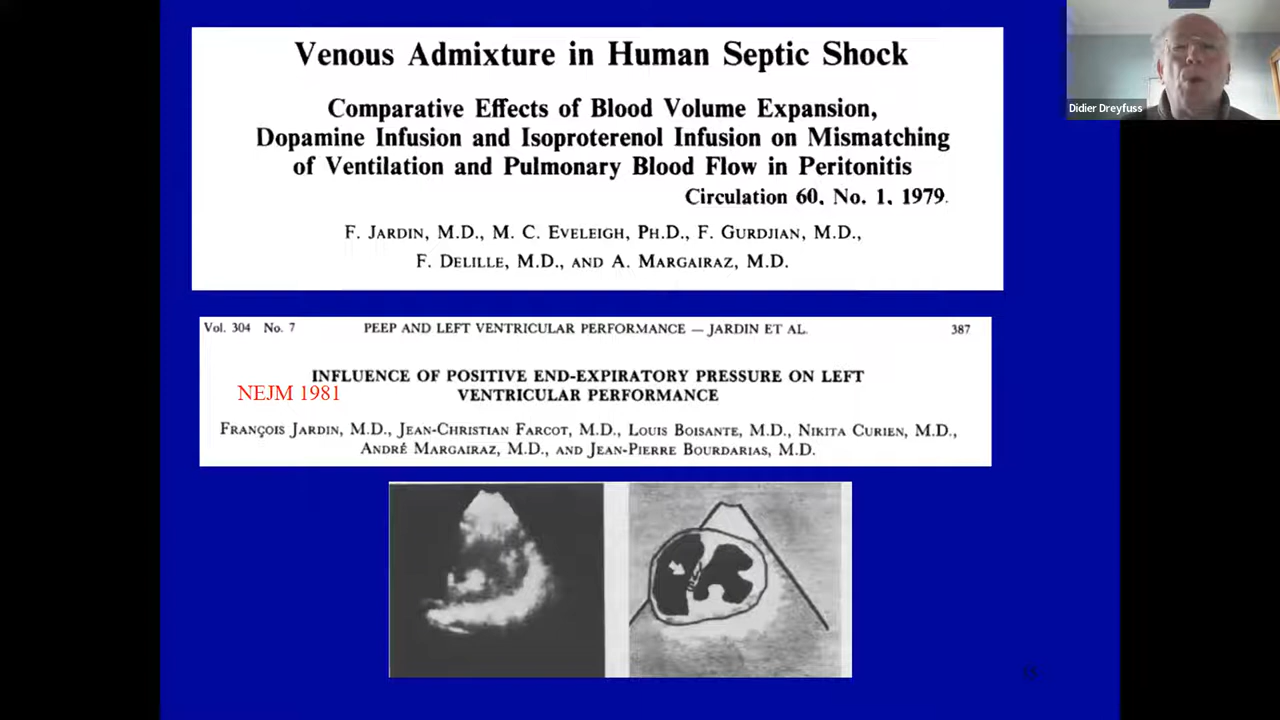 Venous Admixture in Human Septic Shock
Comparative Effects of Blood Volume Expansion,
Dopamine Infusion and Isoproterenol Infusion on Mismatching
of Ventilation and Pulmonary Blood Flow in Peritonitis
Circulation 60, No. 1, 1979.
F. JARDIN, M.D., M. C. EVELEIGH, PH.D., F. GURDJIAN, M.D.,
F. DELILLE, M.D., AND A. MARGAIRAZ, M.D.
Didier Dreyfuss
Vol. 304 No. 7 PEEP AND LEFT VENTRICULAR PERFORMANCE — JARDIN ET AL. 387
INFLUENCE OF POSITIVE END-EXPIRATORY PRESSURE ON LEFT
NEJM 1981
VENTRICULAR PERFORMANCE
FRANÇOIS JARDIN, M.D., JEAN-CHRISTIAN FARCOT, M.D., LOUIS BOISANTE, M.D., NIKITA CURIEN, M.D.,
ANDRÉ MARGAIRAZ, M.D., AND JEAN-PIERRE BOURDARIAS, M.D.